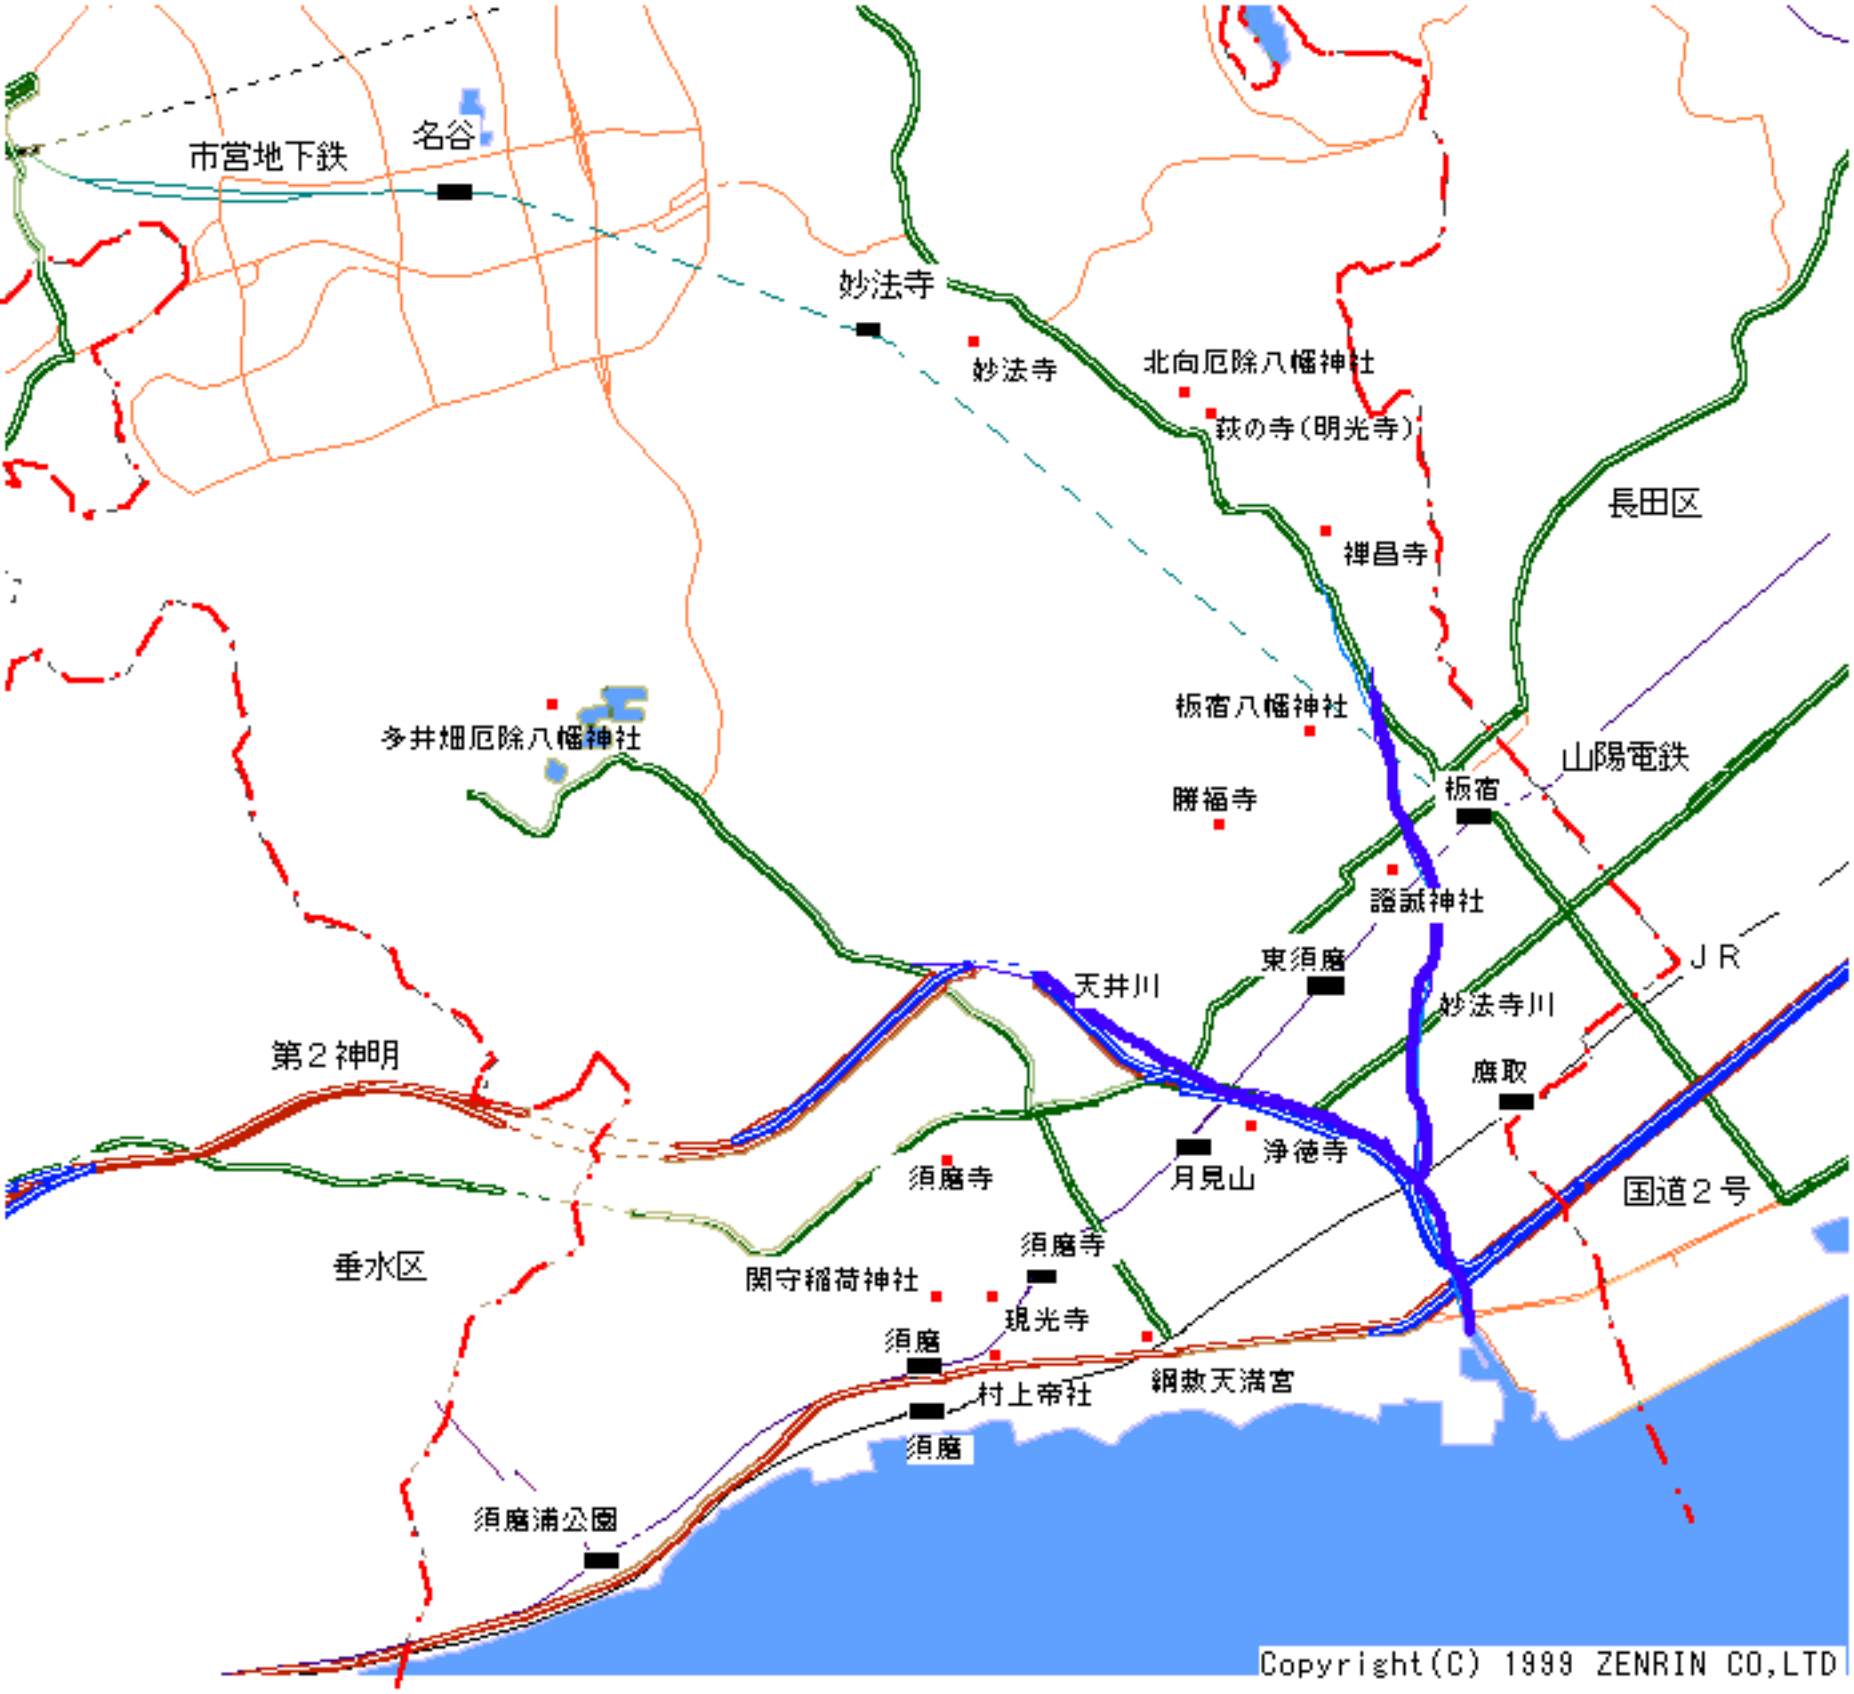 名谷
市営地下鉄
妙法寺
妙法寺
北向厄除八幡神社
萩の寺(明光寺)
長田区
禅昌寺
板宿八幡神社
多井畑厄除八幡神社
山陽電鉄
板宿
勝福寺
證誠神社
東須磨
JR
天井川
妙法寺川
第2神明
鷹取
浄徳寺
須磨寺
月見山
国道2号
須磨寺
垂水区
関守稲荷神社
現光寺
須磨
綱敷天満宮
村上帝社
須磨
須磨浦公園
Copyright(C) 1999 ZENRIN CO,LTD